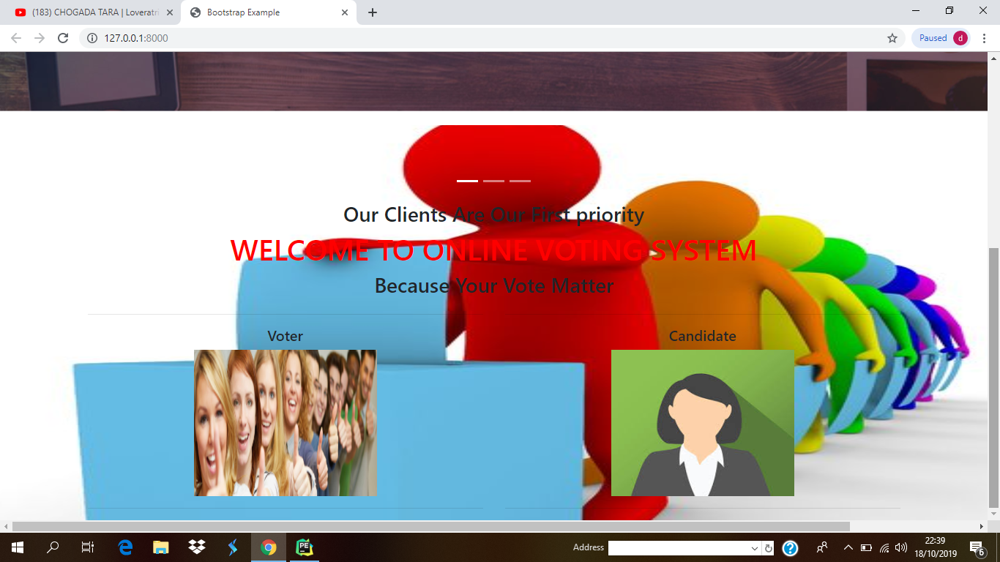 (183) CHOGADA TARA | Loveratri
Bootstrap Example
127.0.0.1:8000
Paused
d
Our Clients Are Our First priority
WELCOME TO ONLINE VOTING SYSTEM
Because Your Vote Matter
Voter
Candidate
PE
Address
22:39
18/10/2019
6